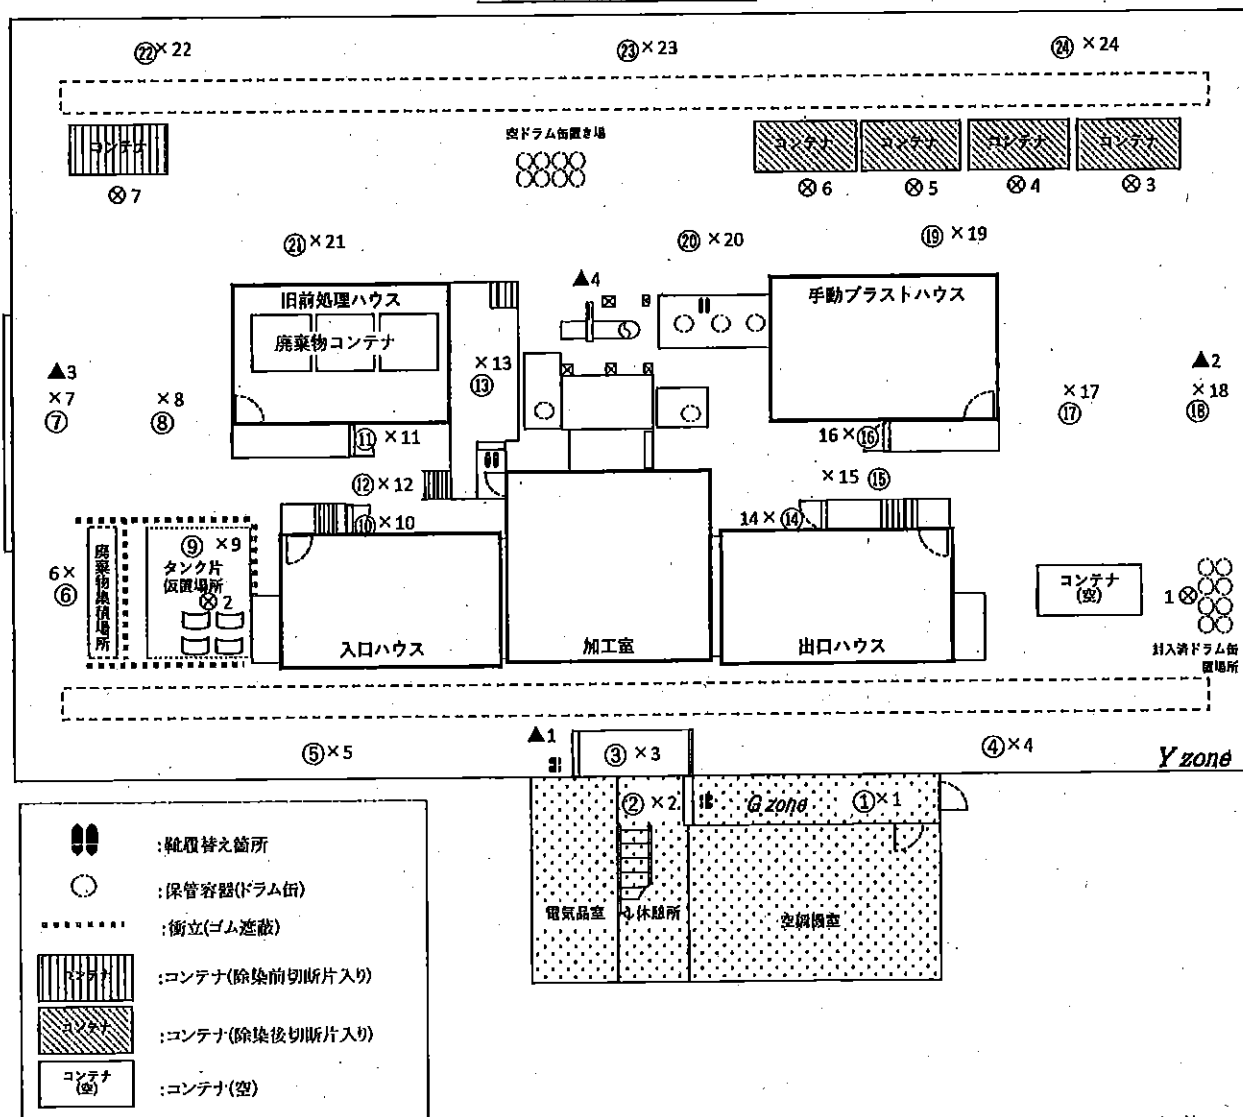 ㉒×22
㉓×23
㉔×24
コンテナ
空ドラム缶置き場
コンテナ
コンテナ
コンテナ
コンテナ
⊗7
⊗6
⊗5
⊗4
⊗3
㉑×21
⑳×20
⑲×19
▲4
旧前処理ハウス
廃棄物コンテナ
手動ブラストハウス
▲3
×7
⑦
×8
⑧
×13
⑬
▲2
×18
⑱
×17
⑰
⑪×11
16×⑯
⑫×12
×15⑮
⑩×10
14×⑭
⑨×9
タンク片
仮置場所
⊗2
廃棄物集積場所
6×
⑥
コンテナ
(空)
1⊗
封入済ドラム缶
置場所
入口ハウス
加工室
出口ハウス
⑤×5
▲1
③×3
④×4
Y zone
②×2
G zone
①×1
電気品室
休憩所
空調機室
:靴履替え箇所
:保管容器(ドラム缶)
:衝立(ゴム遮蔽)
コンテナ
:コンテナ(除染前切断片入り)
コンテナ
:コンテナ(除染後切断片入り)
コンテナ
(空)
:コンテナ(空)